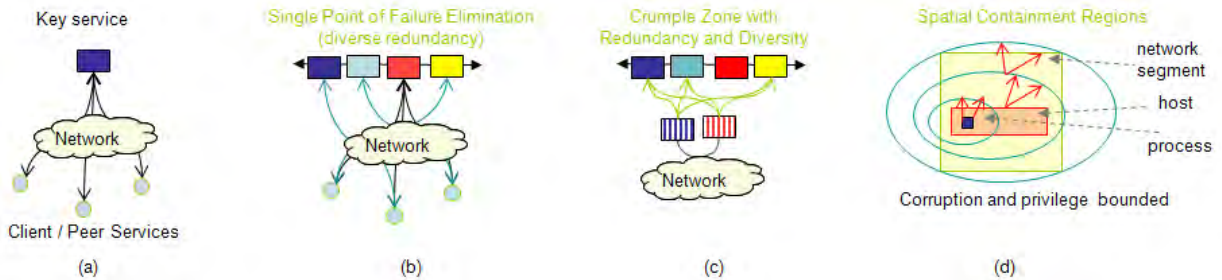 Key service
Network
Client / Peer Services
(a)
Single Point of Failure Elimination
(diverse redundancy)
Network
(b)
Crumple Zone with
Redundancy and Diversity
Network
(c)
Spatial Containment Regions
network
segment
host
process
Corruption and privilege bounded
(d)